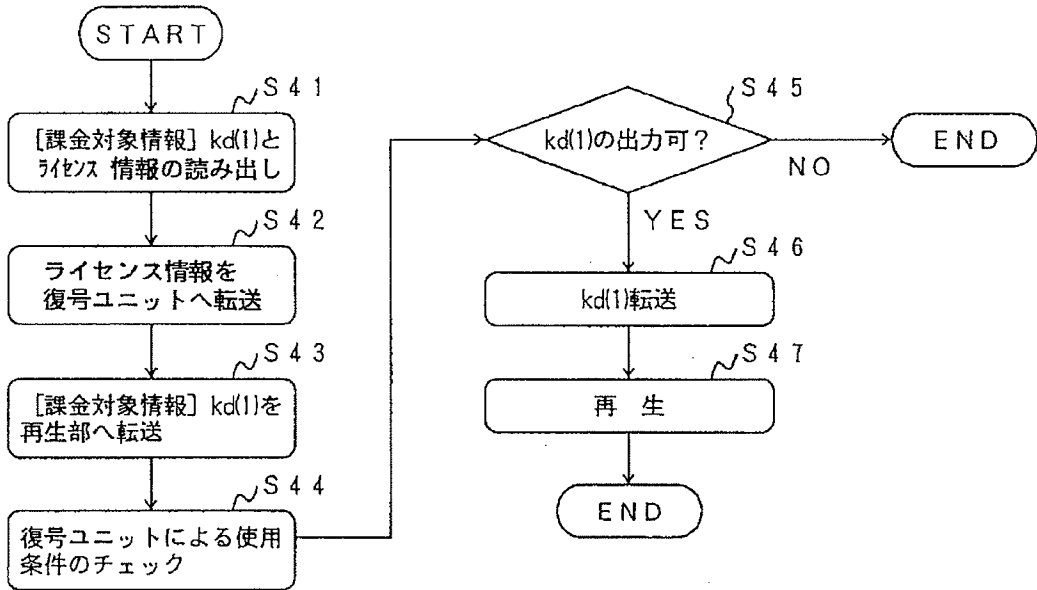 START
S41
[課金対象情報] kd(1)と
ライセンス 情報の読み出し
S42
ライセンス情報を
復号ユニットへ転送
S43
[課金対象情報] kd(1)を
再生部へ転送
S44
復号ユニットによる使用
条件のチェック
S45
kd(1)の出力可?
NO
END
YES
S46
kd(1)転送
S47
再 生
END